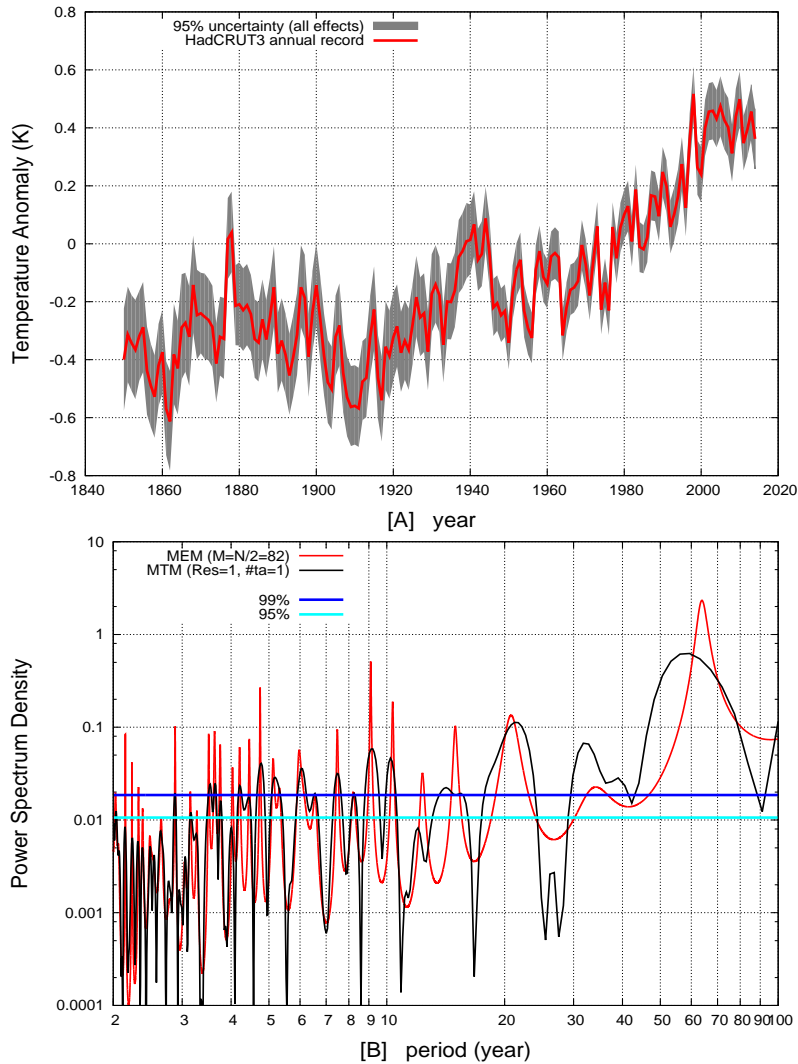 0.8
0.6
0.4
0.2
0
-0.2
-0.4
-0.6
-0.8
Temperature Anomaly (K)
95% uncertainty (all effects)
HadCRUT3 annual record
1840 1860 1880 1900 1920 1940 1960 1980 2000 2020
[A] year
10
1
0.1
0.01
0.001
0.0001
Power Spectrum Density
MEM (M=N/2=82)
MTM (Res=1, #ta=1)
99%
95%
2 3 4 5 6 7 8 9 10 20 30 40 50 60 70 80 90 100
[B] period (year)